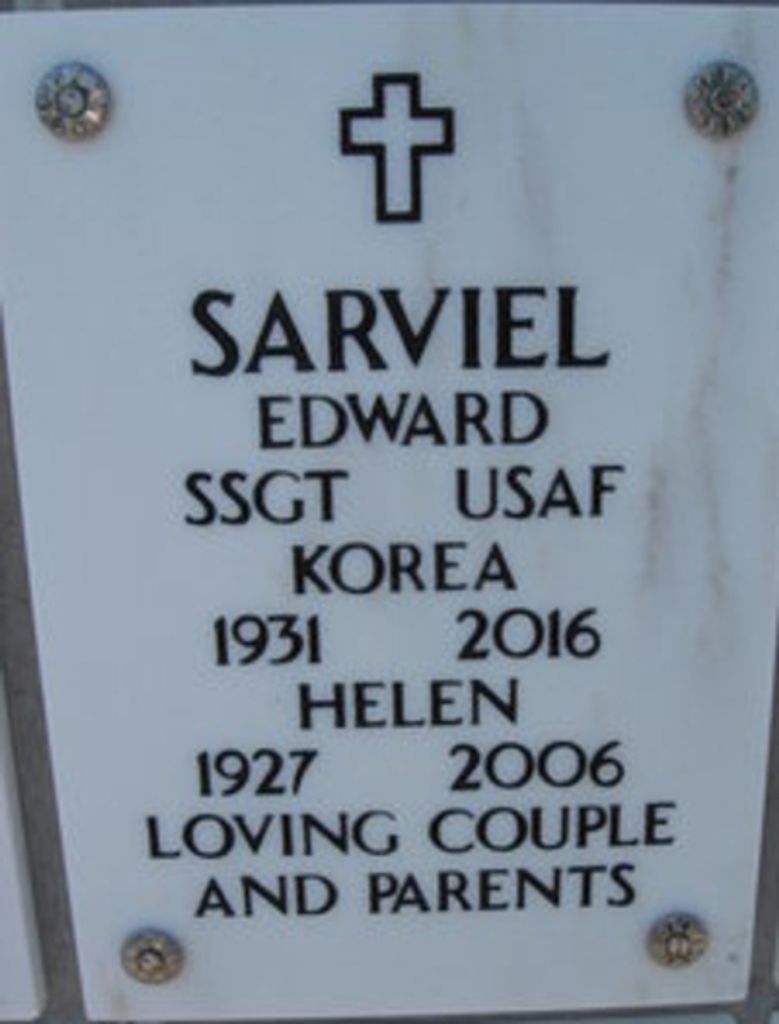 SARVIEL
EDWARD
SSGT USAF
KOREA
1931 2016
HELEN
1927 2006
LOVING COUPLE
AND PARENTS